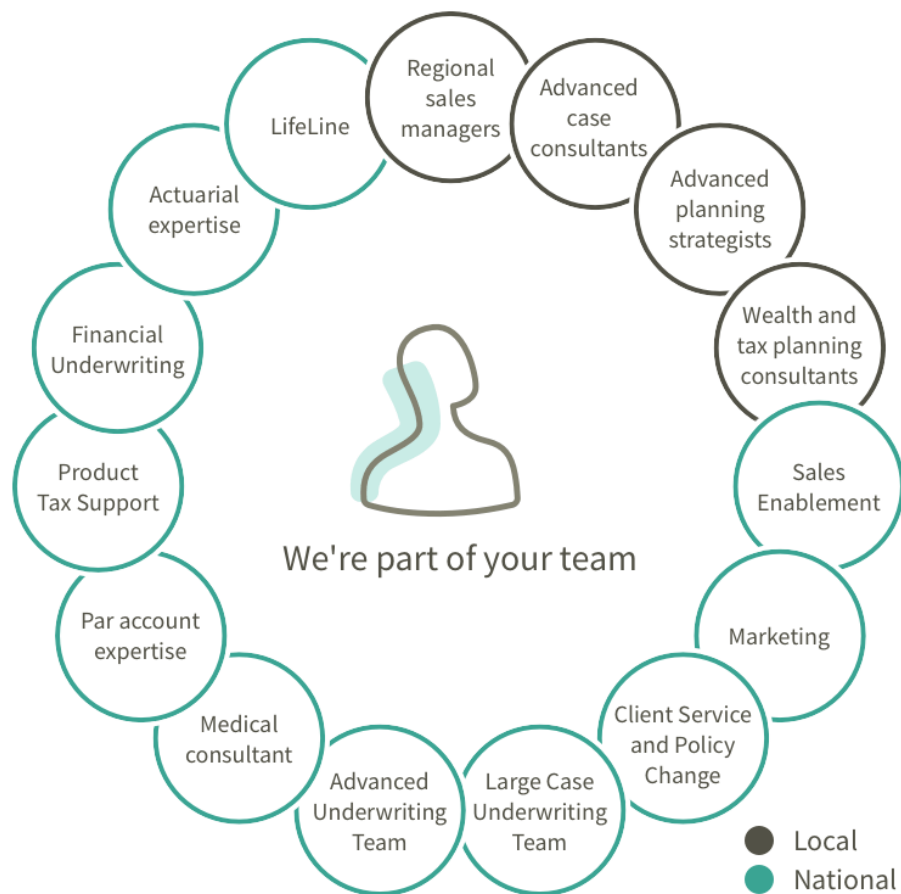 Regional
sales
managers
Advanced
case
consultants
Advanced
planning
strategists
Wealth and
tax planning
consultants
Sales
Enablement
Marketing
Client Service
and Policy
Change
Large Case
Underwriting
Team
Advanced
Underwriting
Team
Medical
consultant
Par account
expertise
Product
Tax Support
Financial
Underwriting
Actuarial
expertise
LifeLine
We're part of your team
Local
National